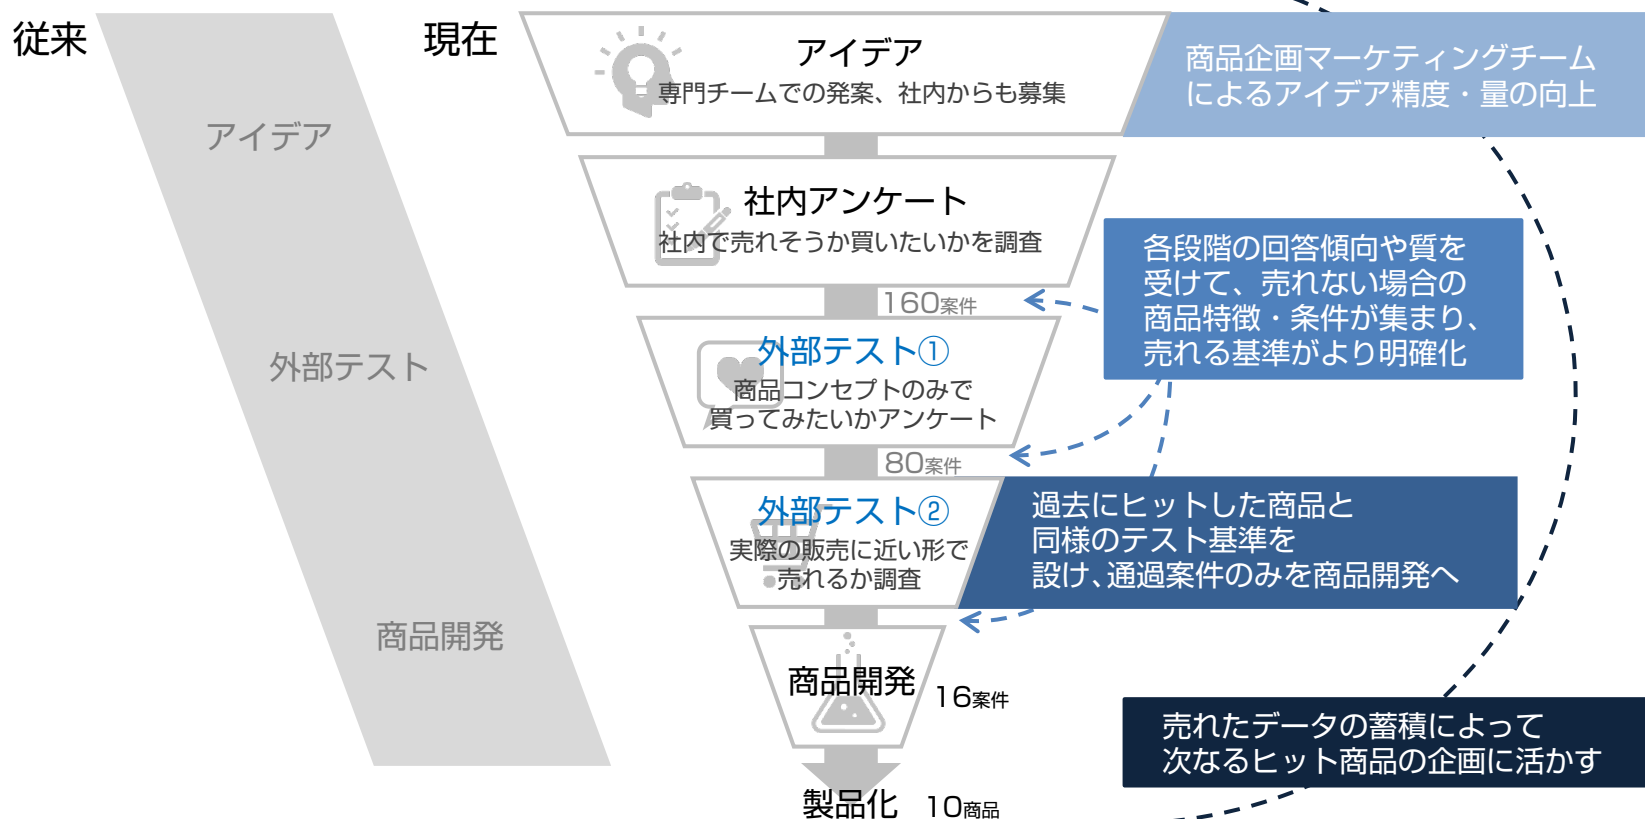 従来
アイデア
外部テスト
商品開発
現在
アイデア
専門チームでの発案、社内からも募集
商品企画マーケティングチーム
によるアイデア精度・量の向上
社内アンケート
社内で売れそうか買いたいかを調査
160案件
各段階の回答傾向や質を
受けて、売れない場合の
商品特徴・条件が集まり、
売れる基準がより明確化
外部テスト①
商品コンセプトのみで
買ってみたいかアンケート
80案件
外部テスト②
実際の販売に近い形で
売れるか調査
過去にヒットした商品と
同様のテスト基準を
設け、通過案件のみを商品開発へ
商品開発
16案件
売れたデータの蓄積によって
次なるヒット商品の企画に活かす
製品化 10商品